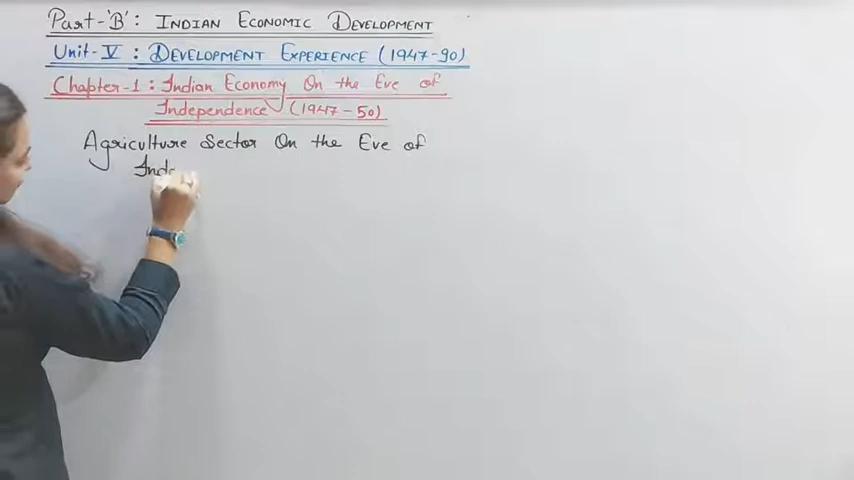 Part-'B': INDIAN ECONOMIC DEVELOPMENT
Unit-V : DEVELOPMENT EXPERIENCE (1947-90)
Chapter-1 : Indian Economy On the Eve of
Independence (1947-50)
Agriculture Sector On the Eve of
Inde